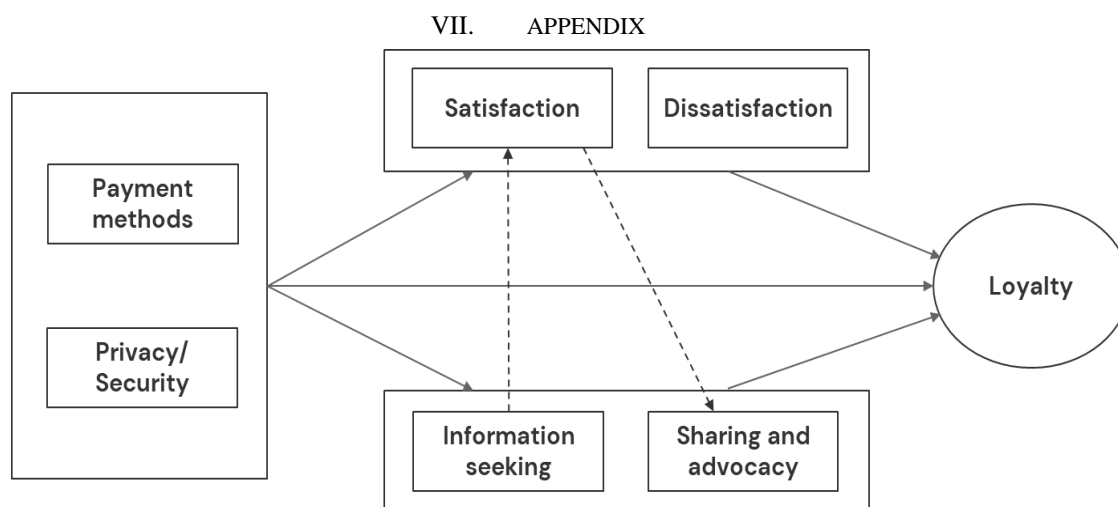 VII. APPENDIX
Satisfaction
Dissatisfaction
Payment
methods
Loyalty
Privacy/
Security
Information
seeking
Sharing and
advocacy